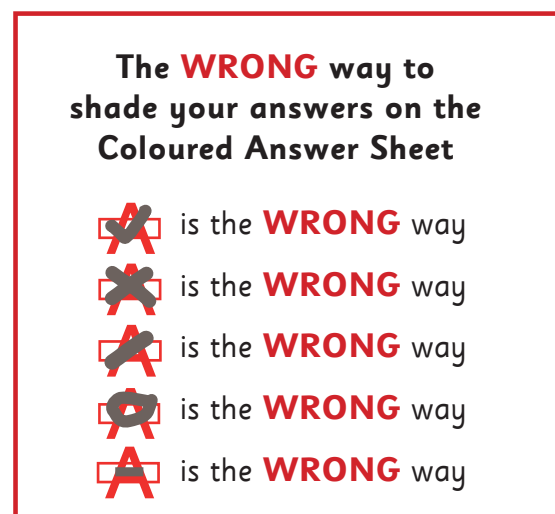 The WRONG way to
shade your answers on the
Coloured Answer Sheet
A is the WRONG way
A is the WRONG way
A is the WRONG way
A is the WRONG way
A is the WRONG way